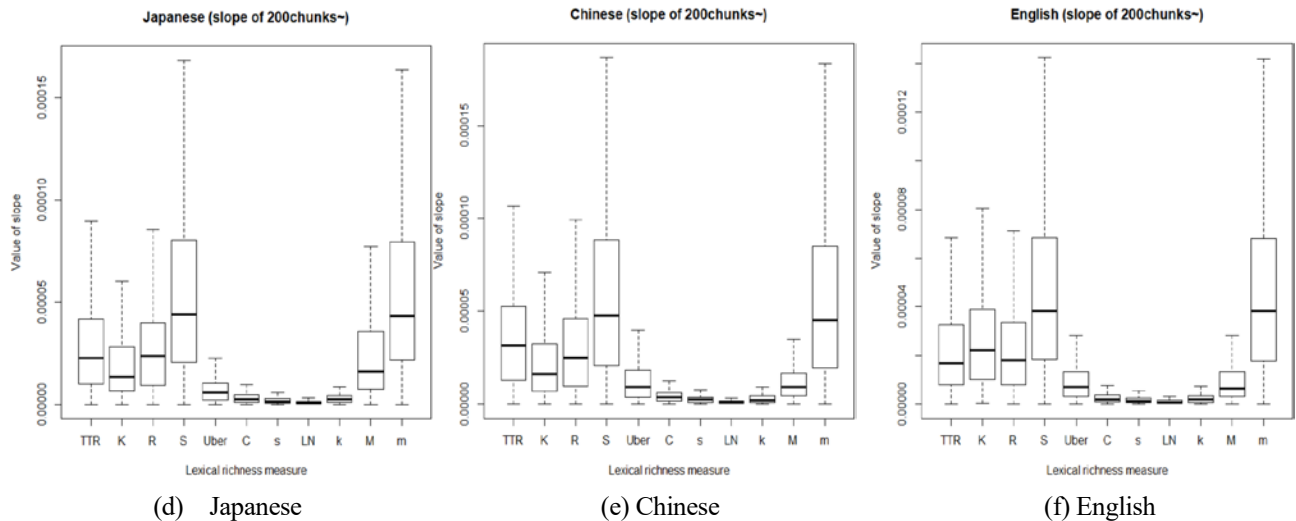 Japanese (slope of 200chunks~)
Value of slope
0.00015
0.00010
0.00005
0.00000
TTR K R S Uber C s LN k M m
Lexical richness measure
(d) Japanese
Chinese (slope of 200chunks~)
Value of slope
0.00015
0.00010
0.00005
0.00000
TTR K R S Uber C s LN k M m
Lexical richness measure
(e) Chinese
English (slope of 200chunks~)
Value of slope
0.00012
0.00008
0.00004
0.00000
TTR K R S Uber C s LN k M m
Lexical richness measure
(f) English